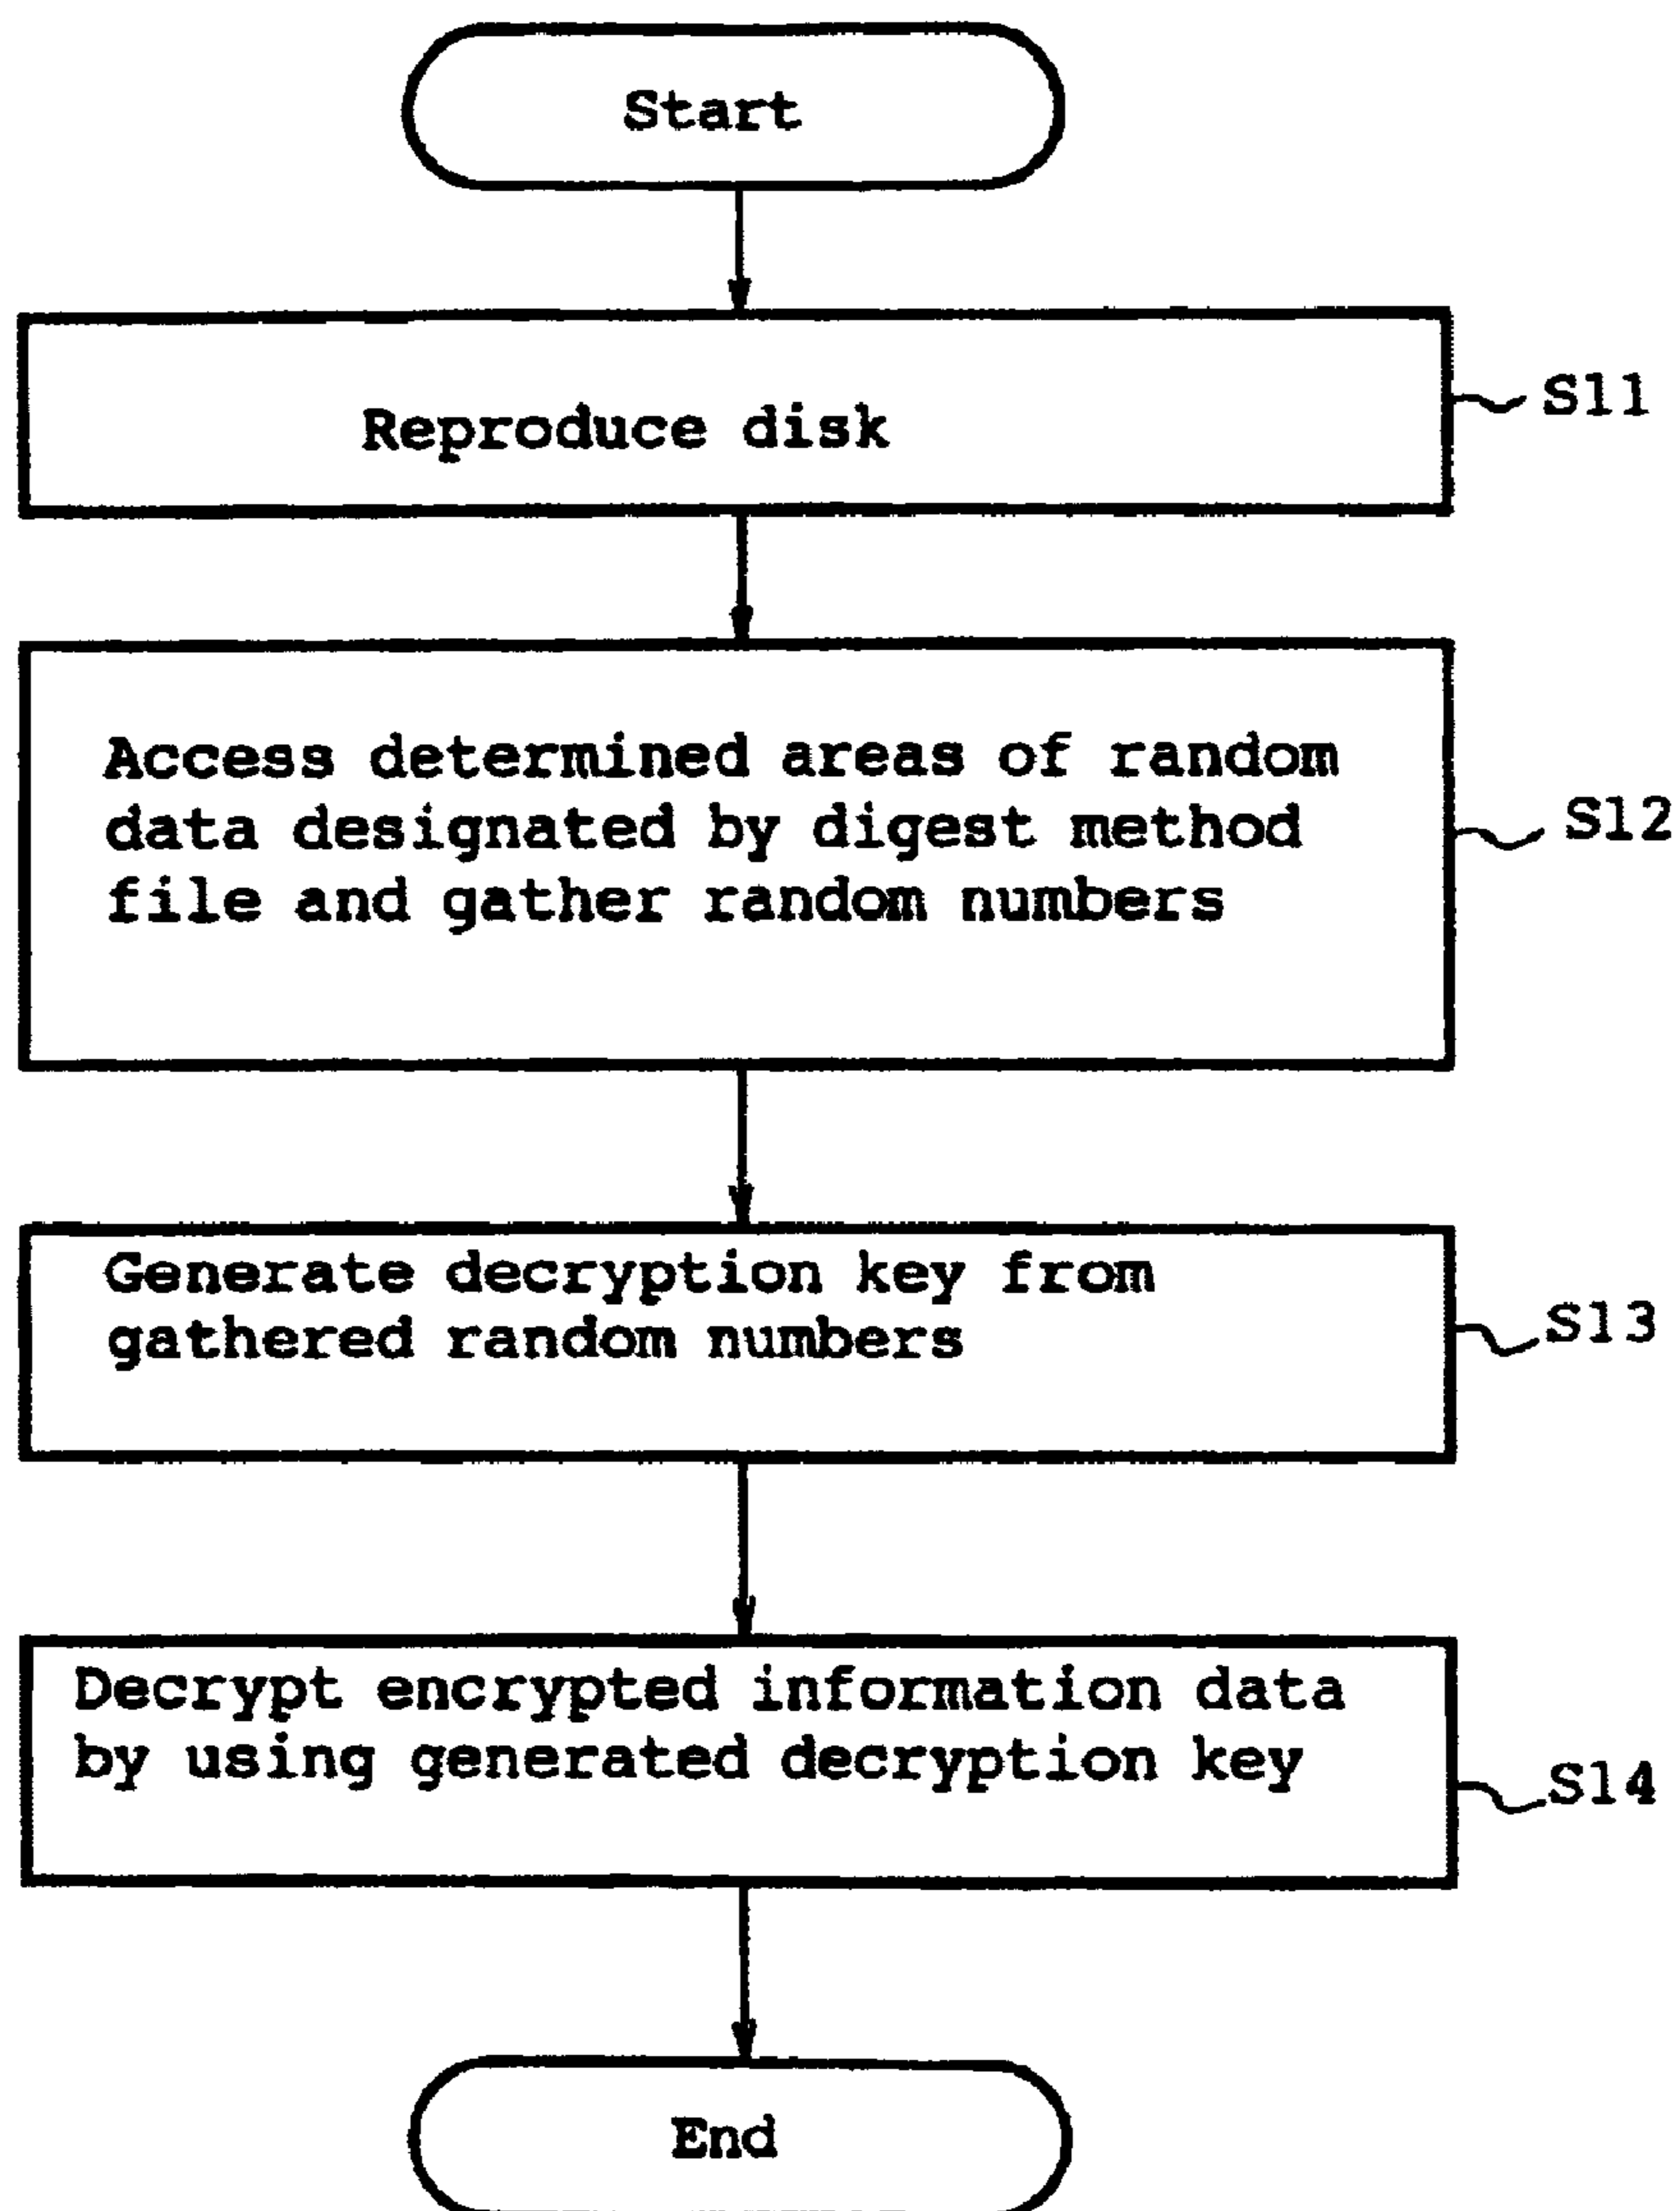 Start
Reproduce disk
S11
Access determined areas of random
data designated by digest method
file and gather random numbers
S12
Generate decryption key from
gathered random numbers
S13
Decrypt encrypted information data
by using generated decryption key
S14
End